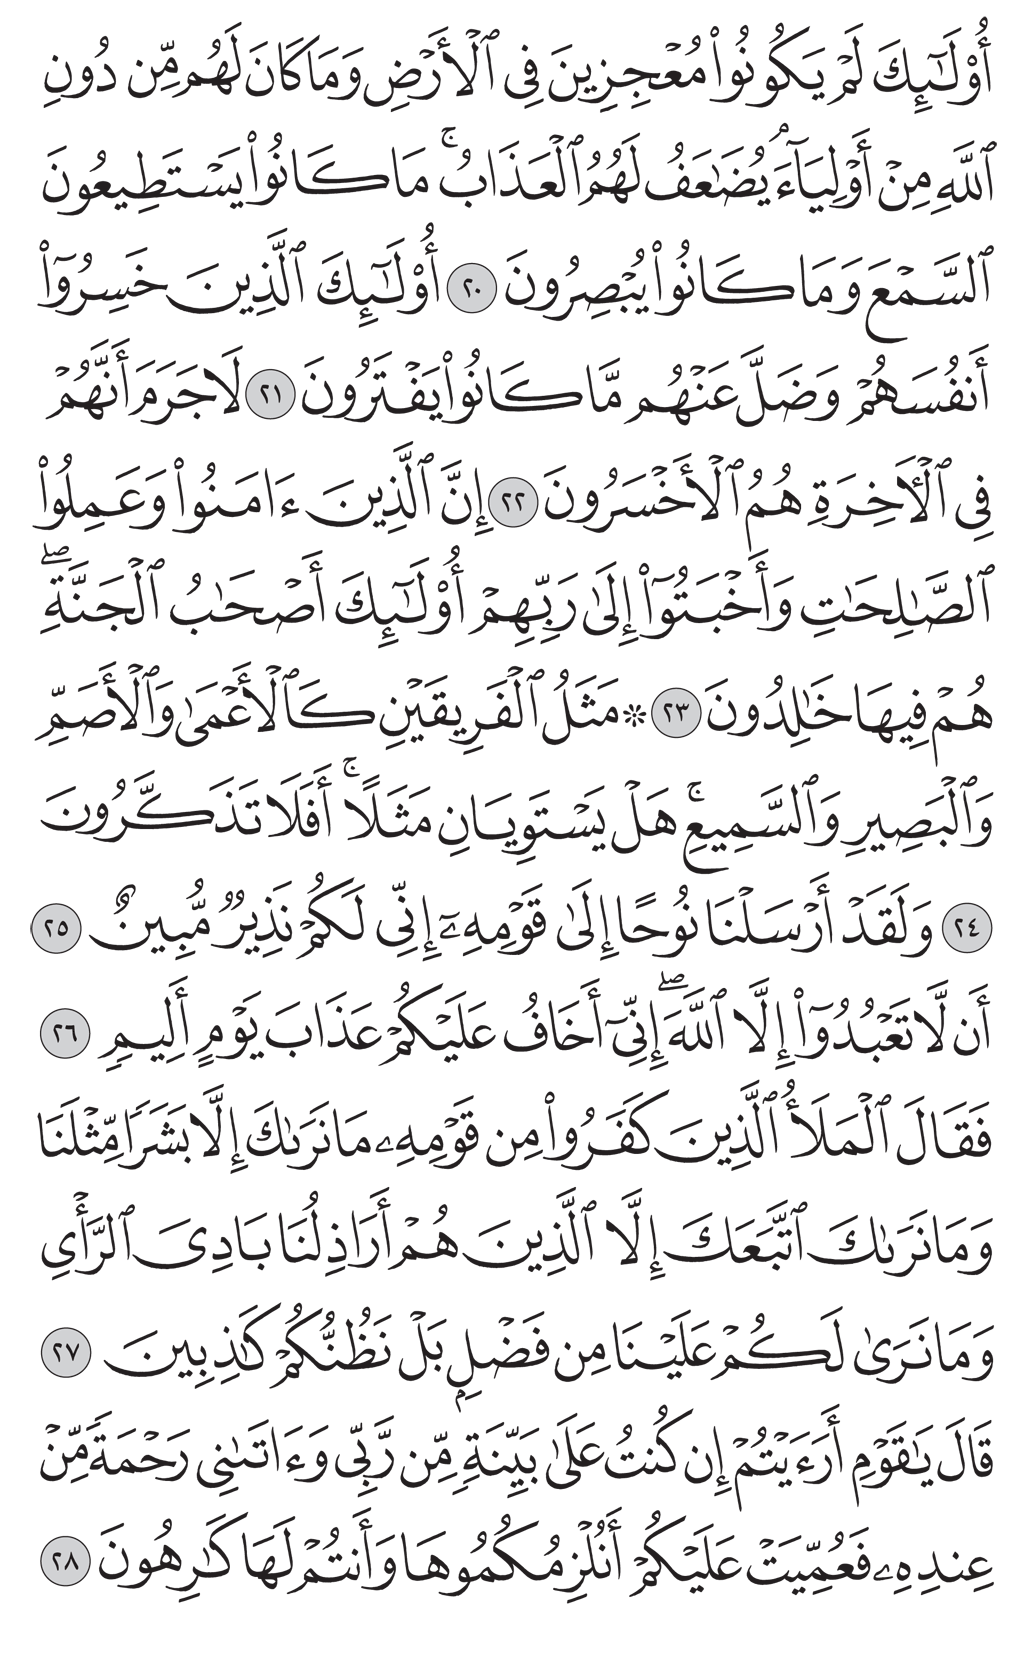 أُوْلَٰٓئِكَ لَمۡ يَكُونُواْ مُعۡجِزِينَ فِي ٱلۡأَرۡضِ وَمَا كَانَ لَهُم مِّن دُونِ
ٱللَّهِ مِنۡ أَوۡلِيَآءَۘ يُضَٰعَفُ لَهُمُ ٱلۡعَذَابُۚ مَا كَانُواْ يَسۡتَطِيعُونَ
ٱلسَّمۡعَ وَمَا كَانُواْ يُبۡصِرُونَ ٢٠ أُوْلَٰٓئِكَ ٱلَّذِينَ خَسِرُوٓاْ
أَنفُسَهُمۡ وَضَلَّ عَنۡهُم مَّا كَانُواْ يَفۡتَرُونَ ٢١ لَا جَرَمَ أَنَّهُمۡ
فِي ٱلۡأٓخِرَةِ هُمُ ٱلۡأَخۡسَرُونَ ٢٢ إِنَّ ٱلَّذِينَ ءَامَنُواْ وَعَمِلُواْ
ٱلصَّٰلِحَٰتِ وَأَخۡبَتُوٓاْ إِلَىٰ رَبِّهِمۡ أُوْلَٰٓئِكَ أَصۡحَٰبُ ٱلۡجَنَّةِۖ
هُمۡ فِيهَا خَٰلِدُونَ ٢٣ ۞ مَثَلُ ٱلۡفَرِيقَيۡنِ كَٱلۡأَعۡمَىٰ وَٱلۡأَصَمِّ
وَٱلۡبَصِيرِ وَٱلسَّمِيعِۚ هَلۡ يَسۡتَوِيَانِ مَثَلًاۚ أَفَلَا تَذَكَّرُونَ
٢٤ وَلَقَدۡ أَرۡسَلۡنَا نُوحًا إِلَىٰ قَوۡمِهِۦٓ إِنِّي لَكُمۡ نَذِيرٞ مُّبِينٌ ٢٥
أَن لَّا تَعۡبُدُوٓاْ إِلَّا ٱللَّهَۖ إِنِّيٓ أَخَافُ عَلَيۡكُمۡ عَذَابَ يَوۡمٍ أَلِيمٖ ٢٦
فَقَالَ ٱلۡمَلَأُ ٱلَّذِينَ كَفَرُواْ مِن قَوۡمِهِۦ مَا نَرَىٰكَ إِلَّا بَشَرٗا مِّثۡلَنَا
وَمَا نَرَىٰكَ ٱتَّبَعَكَ إِلَّا ٱلَّذِينَ هُمۡ أَرَاذِلُنَا بَادِيَ ٱلرَّأۡيِ
وَمَا نَرَىٰ لَكُمۡ عَلَيۡنَا مِن فَضۡلِۭ بَلۡ نَظُنُّكُمۡ كَٰذِبِينَ ٢٧
قَالَ يَٰقَوۡمِ أَرَءَيۡتُمۡ إِن كُنتُ عَلَىٰ بَيِّنَةٖ مِّن رَّبِّي وَءَاتَىٰنِي رَحۡمَةٗ مِّنۡ
عِندِهِۦ فَعُمِّيَتۡ عَلَيۡكُمۡ أَنُلۡزِمُكُمُوهَا وَأَنتُمۡ لَهَا كَٰرِهُونَ ٢٨